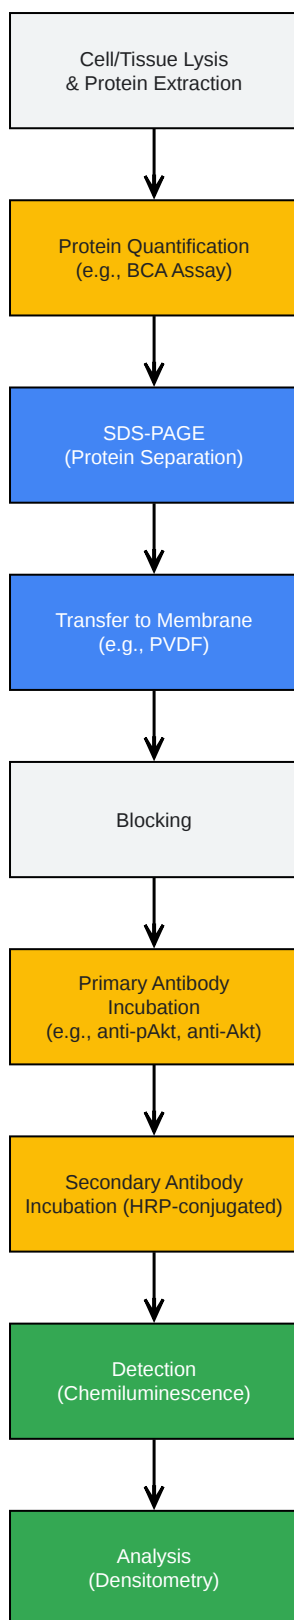 Cell/Tissue Lysis
& Protein Extraction
Protein Quantification
(e.g., BCA Assay)
SDS-PAGE
(Protein Separation)
Transfer to Membrane
(e.g., PVDF)
Blocking
Primary Antibody
Incubation
(e.g., anti-pAkt, anti-Akt)
Secondary Antibody
Incubation (HRP-conjugated)
Detection
(Chemiluminescence)
Analysis
(Densitometry)